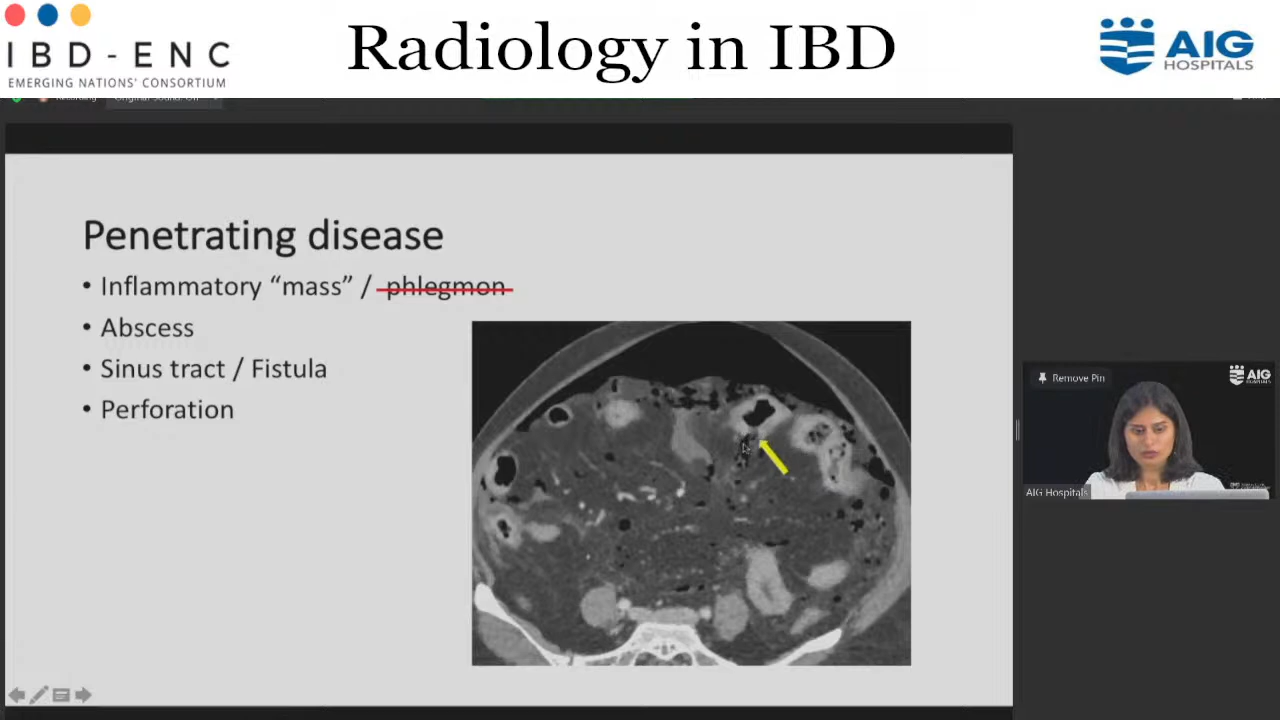 IBD-ENC
EMERGING NATIONS' CONSORTIUM
Radiology in IBD
AIG
HOSPITALS
Penetrating disease
• Inflammatory “mass” / phlegmon
• Abscess
• Sinus tract / Fistula
• Perforation
Remove Pin
AIG
HOSPITALS
AIG Hospitals